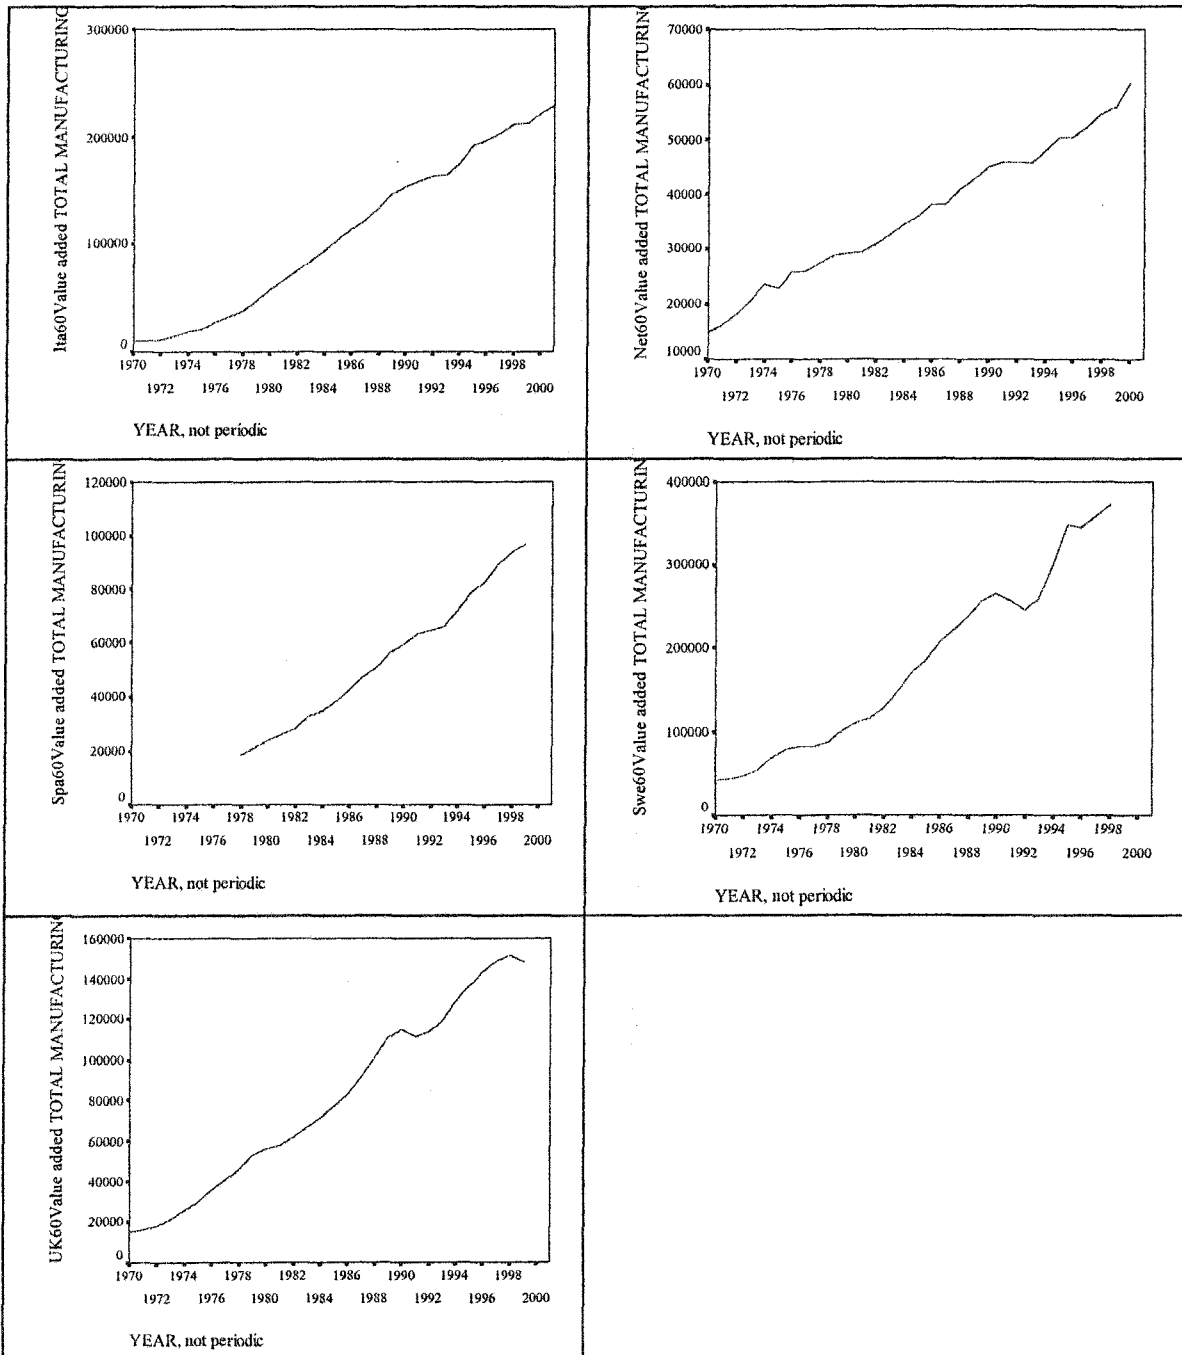 Ita60Value added TOTAL MANUFACTURING
300000
200000
100000
0
1970 1974 1978 1982 1986 1990 1994 1998
1972 1976 1980 1984 1988 1992 1996 2000
YEAR, not periodic
Net60Value added TOTAL MANUFACTURING
70000
60000
50000
40000
30000
20000
10000
1970 1974 1978 1982 1986 1990 1994 1998
1972 1976 1980 1984 1988 1992 1996 2000
YEAR, not periodic
Spa60Value added TOTAL MANUFACTURIN
120000
100000
80000
60000
40000
20000
0
1970 1974 1978 1982 1986 1990 1994 1998
1972 1976 1980 1984 1988 1992 1996 2000
YEAR, not periodic
Swe60Value added TOTAL MANUFACTURIN
400000
300000
200000
100000
0
1970 1974 1978 1982 1986 1990 1994 1998
1972 1976 1980 1984 1988 1992 1996 2000
YEAR, not periodic
UK60Value added TOTAL MANUFACTURING
160000
140000
120000
100000
80000
60000
40000
20000
0
1970 1974 1978 1982 1986 1990 1994 1998
1972 1976 1980 1984 1988 1992 1996 2000
YEAR, not periodic